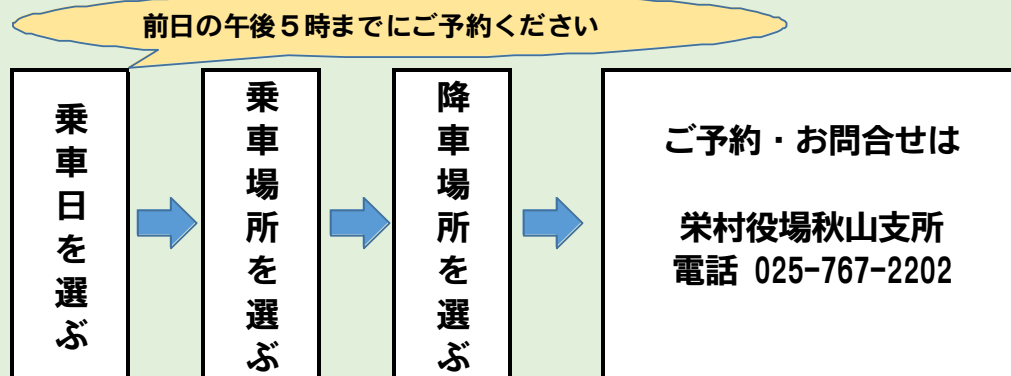 前日の午後５時までにご予約ください
乗車日を選ぶ
乗車場所を選ぶ
降車場所を選ぶ
ご予約・お問合せは
栄村役場秋山支所
電話 025-767-2202